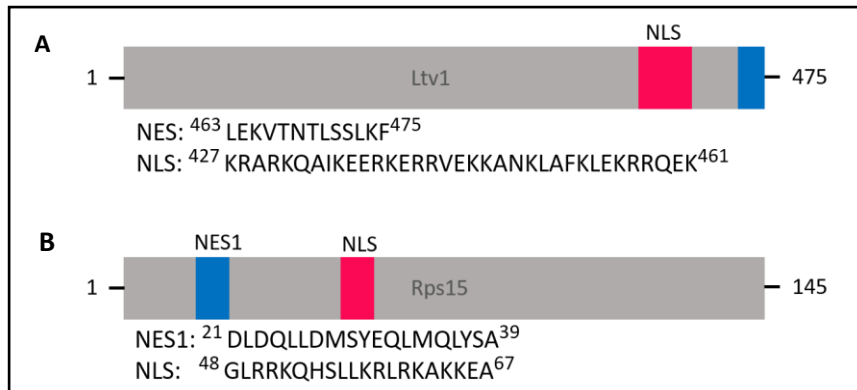 A
NLS
1
Ltv1
475
NES: 463 LEKVTNTLSSLKF475
NLS: 427 KRARKQAIKEERKERRVEKKANKLAFKLEKRRQEK461
B
NES1 NLS
1
Rps15
145
NES1: 21 DLDQLLDMSYEQLMQLYSA39
NLS: 48 GLRRKQHSLLKRLRKAKKEA67